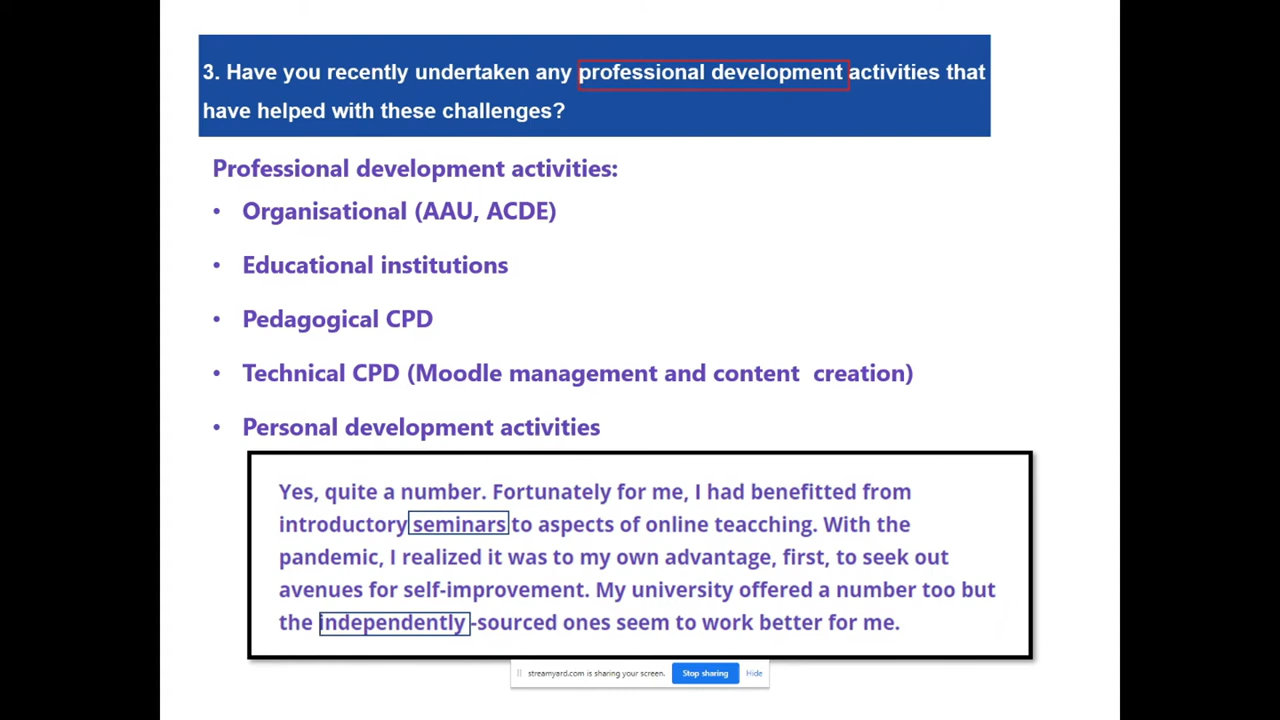 3. Have you recently undertaken any professional development activities that
have helped with these challenges?
Professional development activities:
• Organisational (AAU, ACDE)
• Educational institutions
• Pedagogical CPD
• Technical CPD (Moodle management and content creation)
• Personal development activities
Yes, quite a number. Fortunately for me, I had benefitted from
introductory seminars to aspects of online teacching. With the
pandemic, I realized it was to my own advantage, first, to seek out
avenues for self-improvement. My university offered a number too but
the independently-sourced ones seem to work better for me.
streamyard.com is sharing your screen. Stop sharing Hide